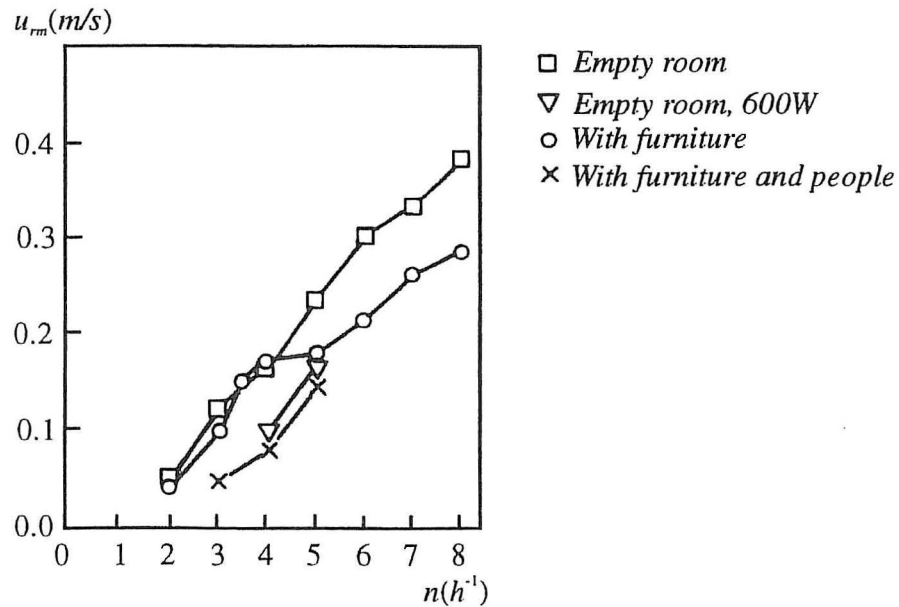 u_rm(m/s)
0.4
0.3
0.2
0.1
0.0
0 1 2 3 4 5 6 7 8
n(h⁻¹)
Empty room
Empty room, 600W
With furniture
With furniture and people